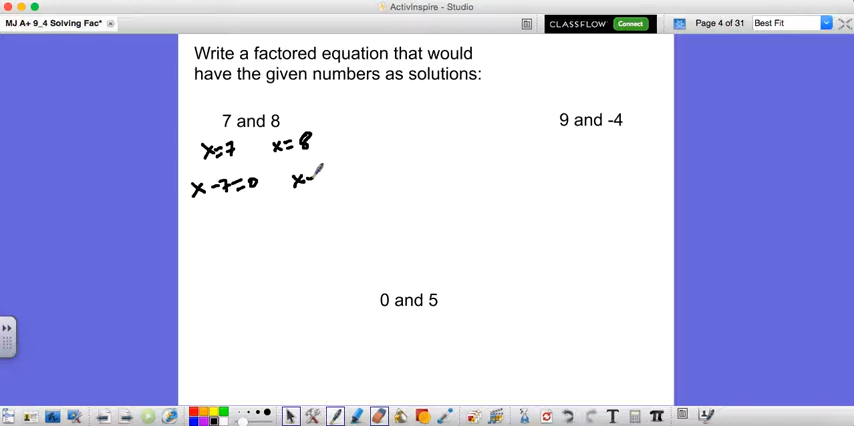 ActivInspire - Studio
MJ A+ 9_4 Solving Fac*
CLASSFLOW Connect
Page 4 of 31
Best Fit
Write a factored equation that would
have the given numbers as solutions:
7 and 8
9 and -4
x=7 x=8
x-7=0 x-
0 and 5